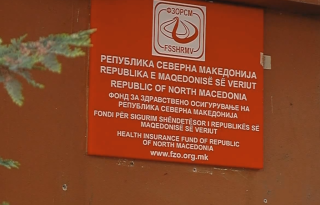 ФЗОРСМ
FSSHRMV
РЕПУБЛИКА СЕВЕРНА МАКЕДОНИЈА
REPUBLIKA E MAQEDONISË SË VERIUT
REPUBLIC OF NORTH MACEDONIA
ФОНД ЗА ЗДРАВСТВЕНО ОСИГУРУВАЊЕ НА
РЕПУБЛИКА СЕВЕРНА МАКЕДОНИЈА
FONDI PËR SIGURIM SHËNDETËSOR I REPUBLIKËS SË
MAQEDONISË SË VERIUT
HEALTH INSURANCE FUND OF REPUBLIC
OF NORTH MACEDONIA
www.fzo.org.mk